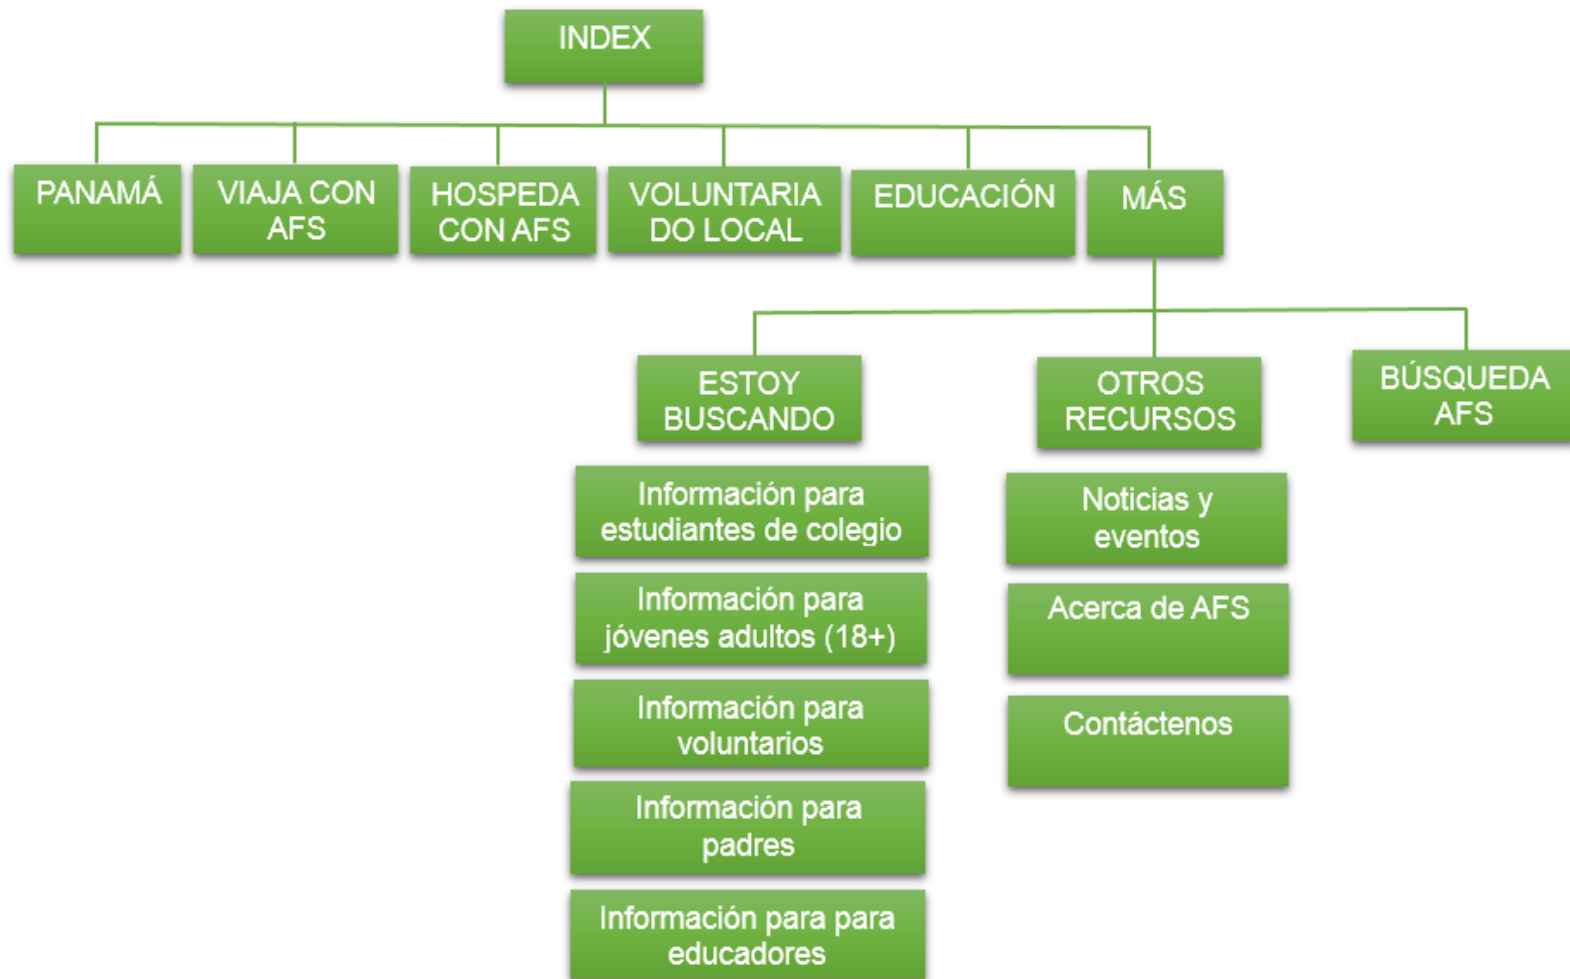 INDEX
PANAMÁ
VIAJA CON
AFS
HOSPEDA
CON AFS
VOLUNTARIA
DO LOCAL
EDUCACIÓN
MÁS
ESTOY
BUSCANDO
OTROS
RECURSOS
BÚSQUEDA
AFS
Información para
estudiantes de colegio
Información para
jóvenes adultos (18+)
Información para
voluntarios
Información para
padres
Información para para
educadores
Noticias y
eventos
Acerca de AFS
Contáctenos